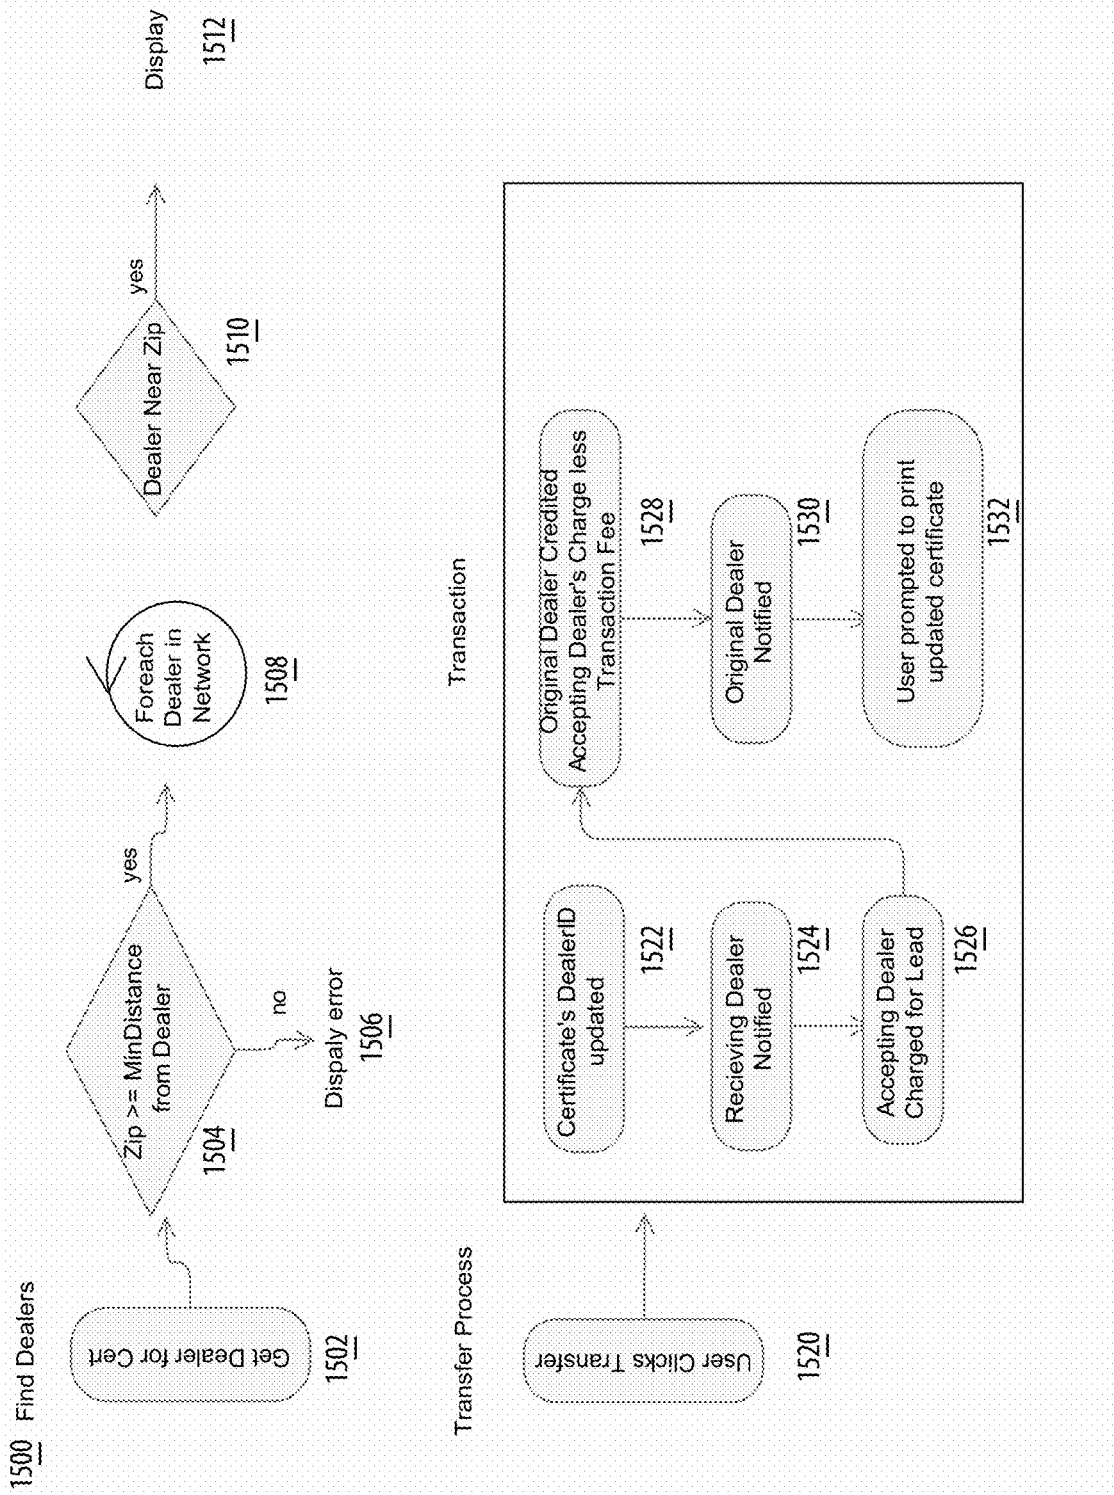 1500 Find Dealers
Get Dealer for Cert
1502
Zip >= MinDistance
from Dealer
1504
yes
no
Dispaly error
1506
Foreach
Dealer in
Network
1508
Dealer Near Zip
1510
yes
Display
1512
Transfer Process
User Clicks Transfer
1520
Transaction
Certificate's DealerID
updated
1522
Recieving Dealer
Notified
1524
Accepting Dealer
Charged for Lead
1526
Original Dealer Credited
Accepting Dealer's Charge less
Transaction Fee
1528
Original Dealer
Notified
1530
User prompted to print
updated certificate
1532